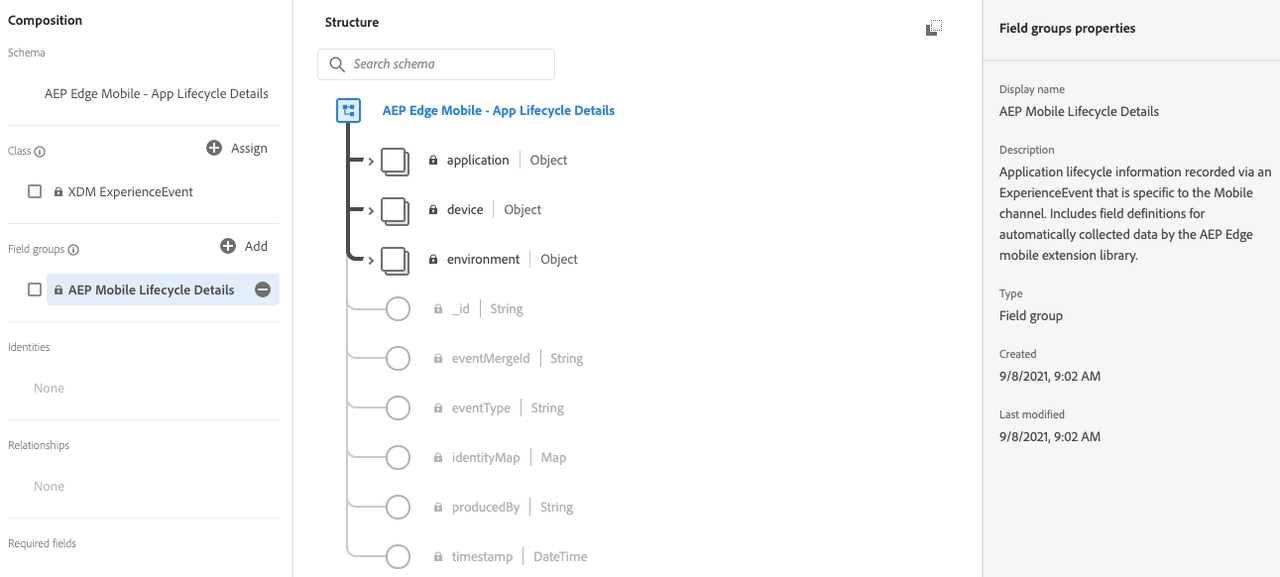 Composition
Schema
AEP Edge Mobile - App Lifecycle Details
Class
Assign
XDM ExperienceEvent
Field groups
Add
AEP Mobile Lifecycle Details
Identities
None
Relationships
None
Required fields
Structure
Search schema
AEP Edge Mobile - App Lifecycle Details
application | Object
device | Object
environment | Object
_id | String
eventMergeId | String
eventType | String
identityMap | Map
producedBy | String
timestamp | DateTime
Field groups properties
Display name
AEP Mobile Lifecycle Details
Description
Application lifecycle information recorded via an
ExperienceEvent that is specific to the Mobile
channel. Includes field definitions for
automatically collected data by the AEP Edge
mobile extension library.
Type
Field group
Created
9/8/2021, 9:02 AM
Last modified
9/8/2021, 9:02 AM